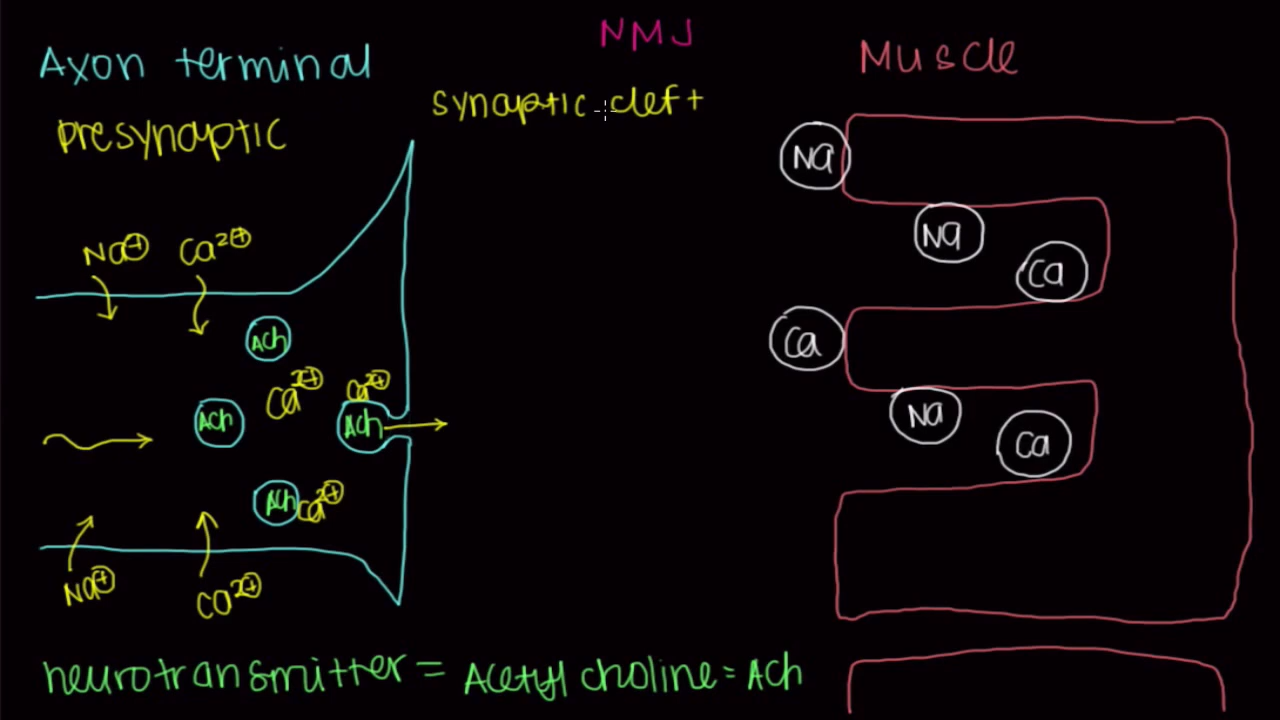 NMJ
Axon terminal
Muscle
synaptic cleft
presynaptic
Na
Na+ Ca2+
Na
Ca
ACh
Ca
Ca2+ Ca2+
ACh ACh
Na
Ca
ACh Ca2+
Na+ Ca2+
neurotransmitter = Acetyl choline = ACh